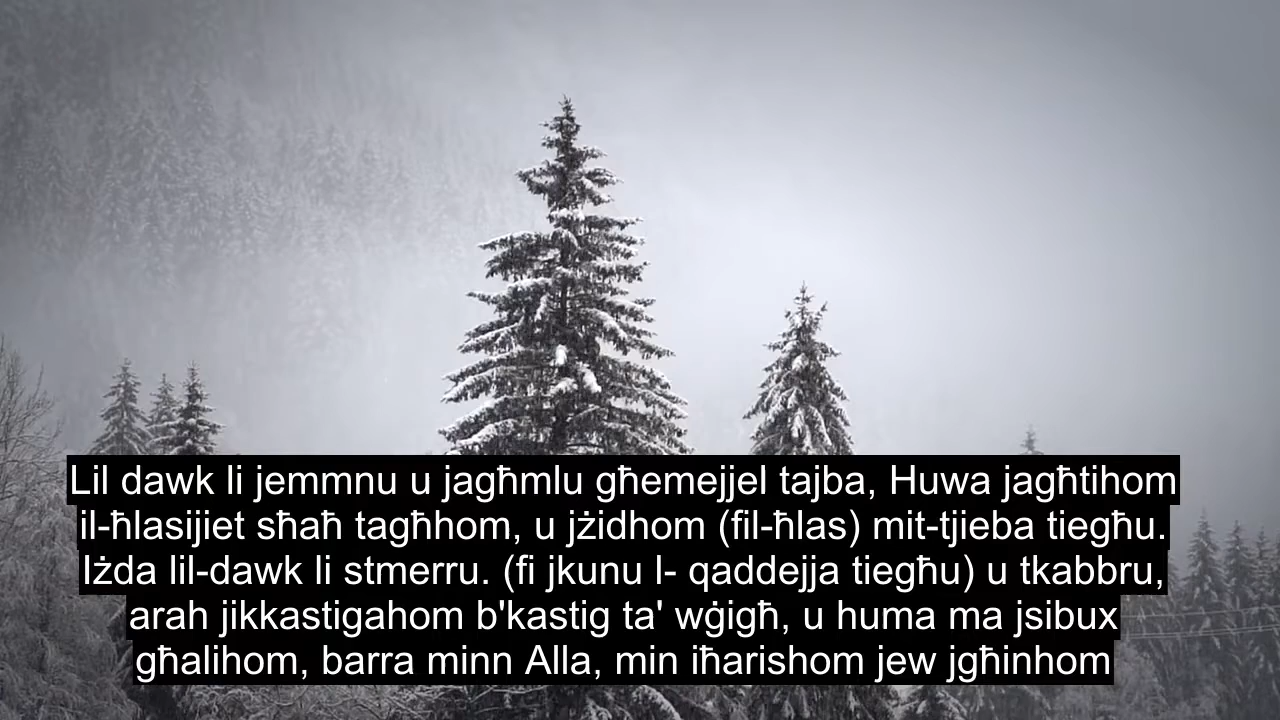 Lil dawk li jemmnu u jagħmlu għemejjel tajba, Huwa jagħtihom
il-ħlasijiet sħaħ tagħhom, u jżidhom (fil-ħlas) mit-tjieba tiegħu.
Iżda lil-dawk li stmerru. (fi jkunu l- qaddejja tiegħu) u tkabbru,
arah jikkastigahom b'kastig ta' wġigħ, u huma ma jsibux
għalihom, barra minn Alla, min iħarishom jew jgħinhom